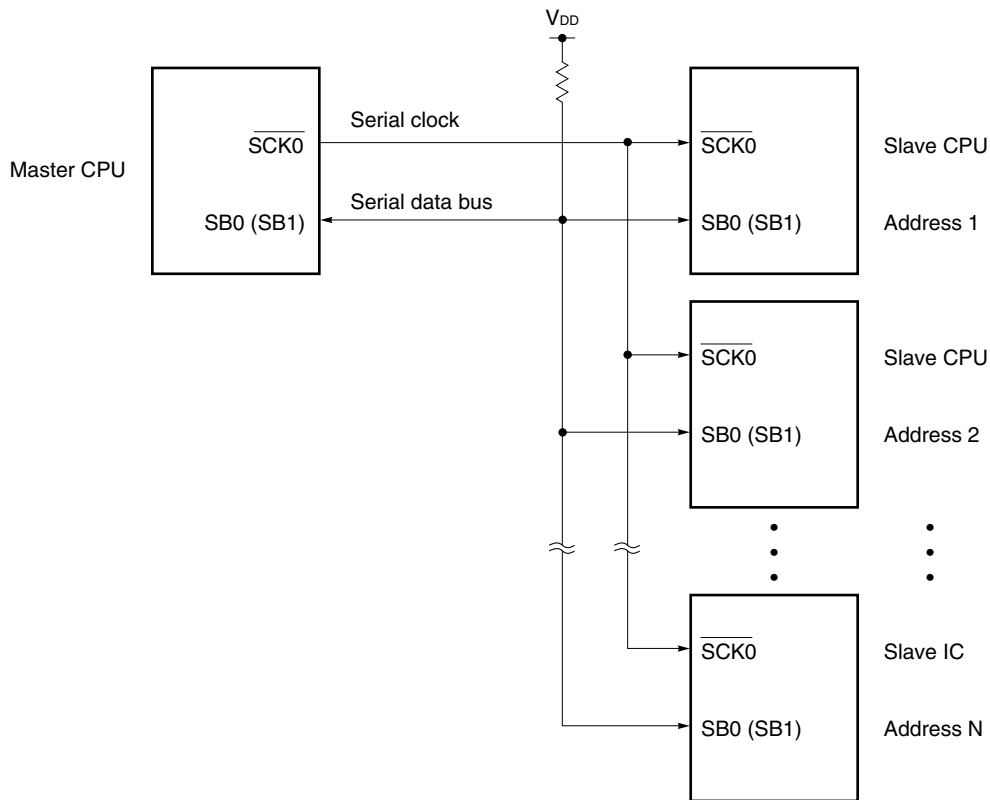 VDD
Serial clock
SCK0
SCK0
Slave CPU
Master CPU
Serial data bus
SB0 (SB1)
SB0 (SB1)
Address 1
SCK0
Slave CPU
SB0 (SB1)
Address 2
SCK0
Slave IC
SB0 (SB1)
Address N